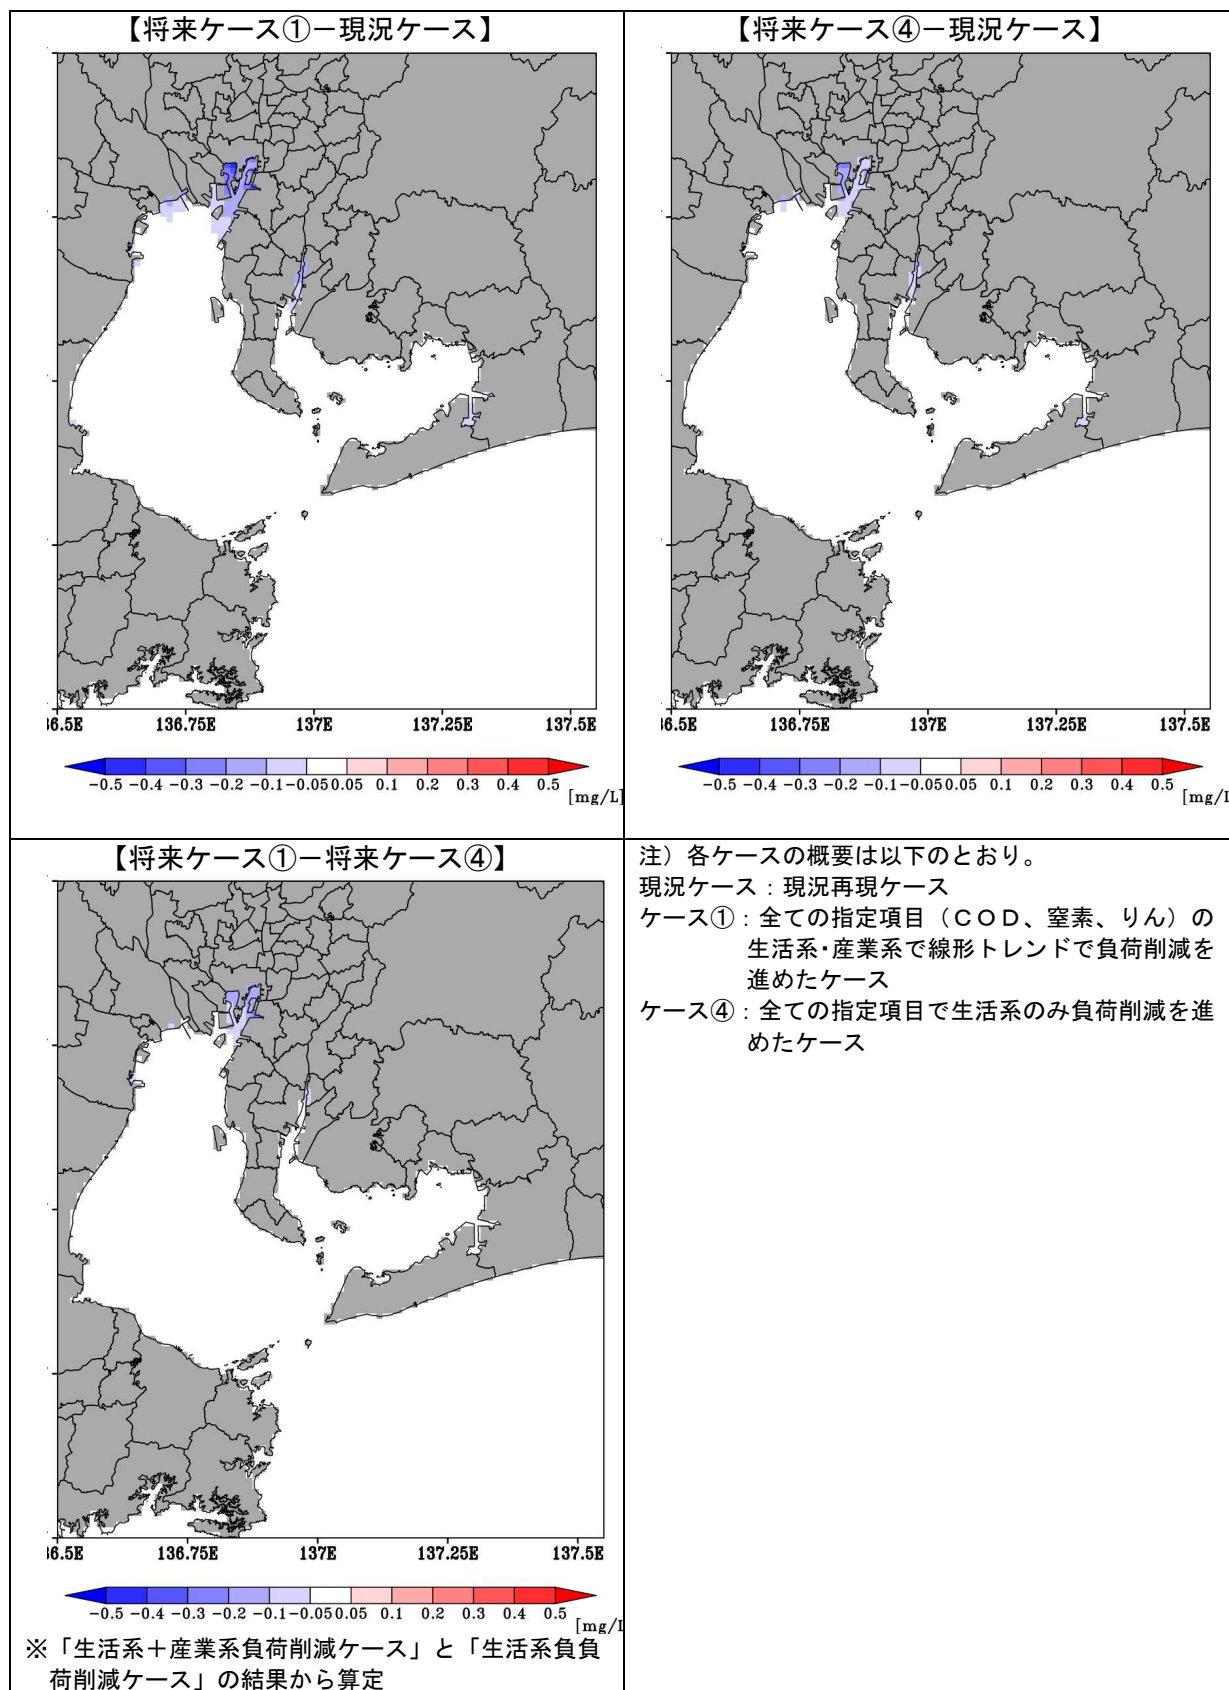 【将来ケース①－現況ケース】
136.75E 137E 137.25E 137.5E
-0.5 -0.4 -0.3 -0.2 -0.1 -0.05 0.05 0.1 0.2 0.3 0.4 0.5
[mg/L]
【将来ケース④－現況ケース】
136.75E 137E 137.25E 137.5E
-0.5 -0.4 -0.3 -0.2 -0.1 -0.05 0.05 0.1 0.2 0.3 0.4 0.5
[mg/L
【将来ケース①－将来ケース④】
136.75E 137E 137.25E 137.5E
-0.5 -0.4 -0.3 -0.2 -0.1 -0.05 0.05 0.1 0.2 0.3 0.4 0.5
[mg/L
※「生活系＋産業系負荷削減ケース」と「生活系負負
荷削減ケース」の結果から算定
注）各ケースの概要は以下のとおり。
現況ケース：現況再現ケース
ケース①：全ての指定項目（ＣＯＤ、窒素、りん）の
生活系・産業系で線形トレンドで負荷削減を
進めたケース
ケース④：全ての指定項目で生活系のみ負荷削減を進
めたケース